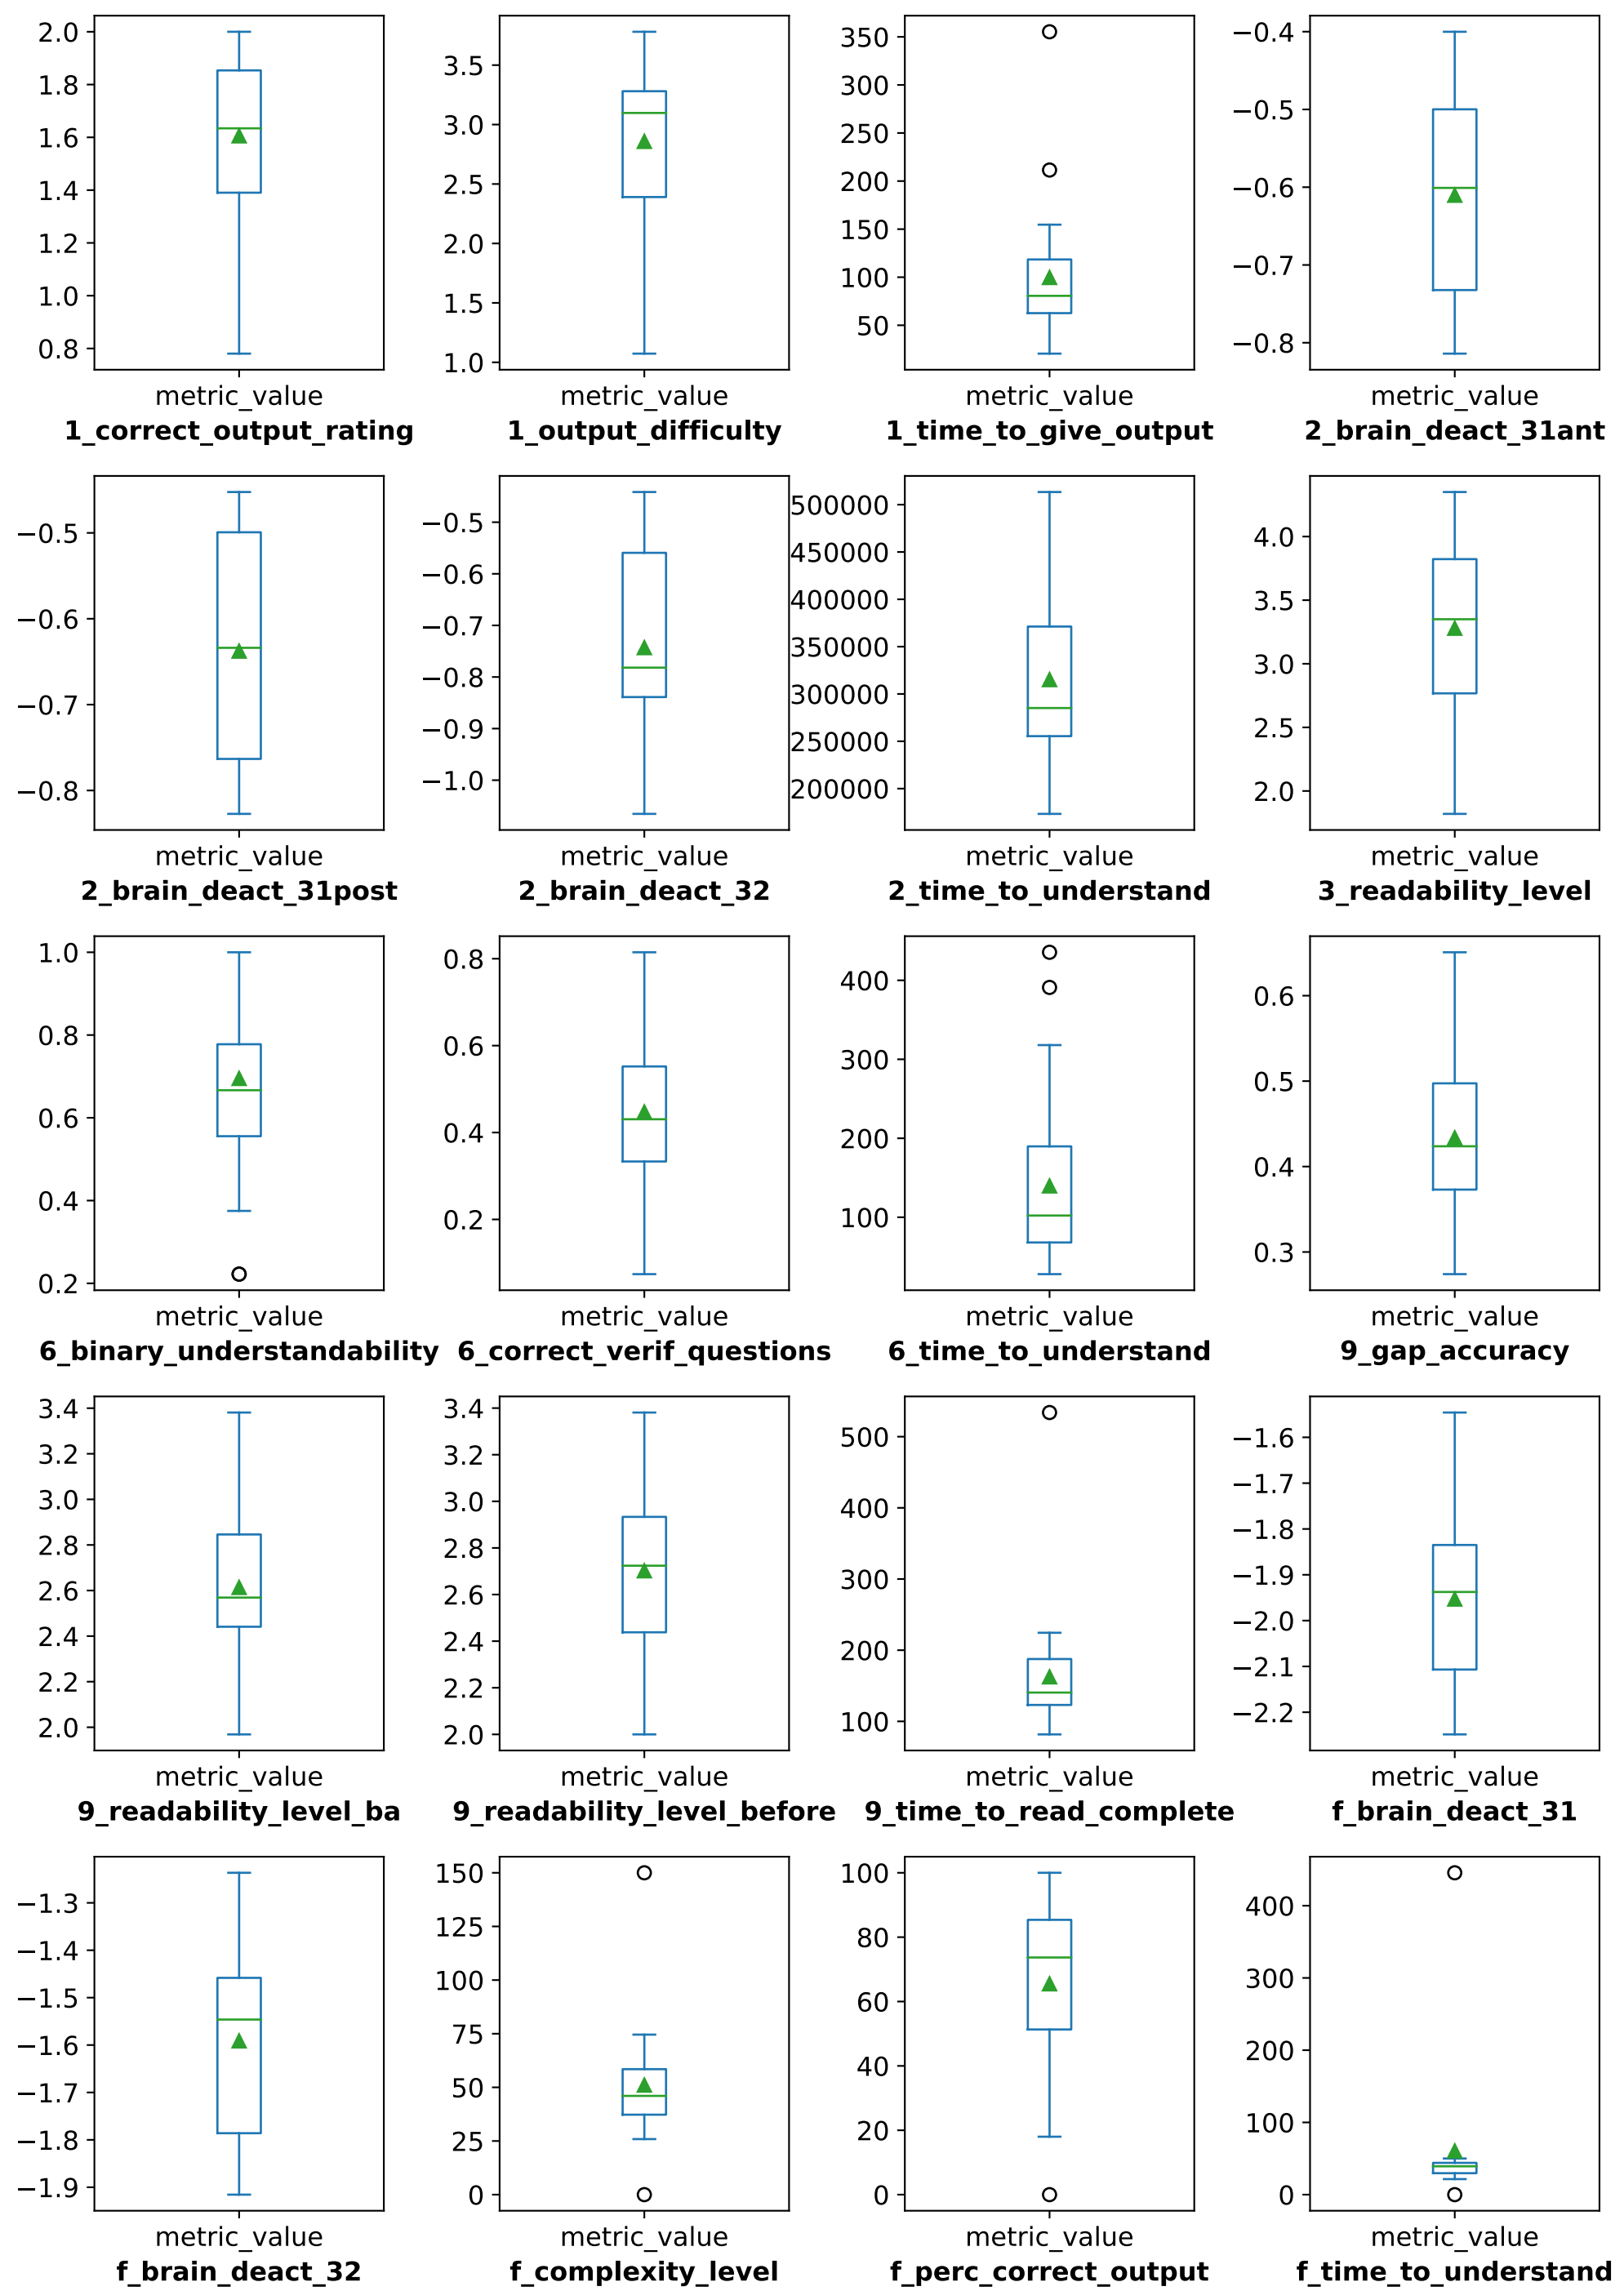 2.0
1.8
1.6
1.4
1.2
1.0
0.8
metric_value
1_correct_output_rating
3.5
3.0
2.5
2.0
1.5
1.0
metric_value
1_output_difficulty
350
300
250
200
150
100
50
metric_value
1_time_to_give_output
−0.4
−0.5
−0.6
−0.7
−0.8
metric_value
2_brain_deact_31ant
−0.5
−0.6
−0.7
−0.8
metric_value
2_brain_deact_31post
−0.5
−0.6
−0.7
−0.8
−0.9
−1.0
metric_value
2_brain_deact_32
500000
450000
400000
350000
300000
250000
200000
metric_value
2_time_to_understand
4.0
3.5
3.0
2.5
2.0
metric_value
3_readability_level
1.0
0.8
0.6
0.4
0.2
metric_value
6_binary_understandability
0.8
0.6
0.4
0.2
metric_value
6_correct_verif_questions
400
300
200
100
metric_value
6_time_to_understand
0.6
0.5
0.4
0.3
metric_value
9_gap_accuracy
3.4
3.2
3.0
2.8
2.6
2.4
2.2
2.0
metric_value
9_readability_level_ba
3.4
3.2
3.0
2.8
2.6
2.4
2.2
2.0
metric_value
9_readability_level_before
500
400
300
200
100
metric_value
9_time_to_read_complete
−1.6
−1.7
−1.8
−1.9
−2.0
−2.1
−2.2
metric_value
f_brain_deact_31
−1.3
−1.4
−1.5
−1.6
−1.7
−1.8
−1.9
metric_value
f_brain_deact_32
150
125
100
75
50
25
0
metric_value
f_complexity_level
100
80
60
40
20
0
metric_value
f_perc_correct_output
400
300
200
100
0
metric_value
f_time_to_understand